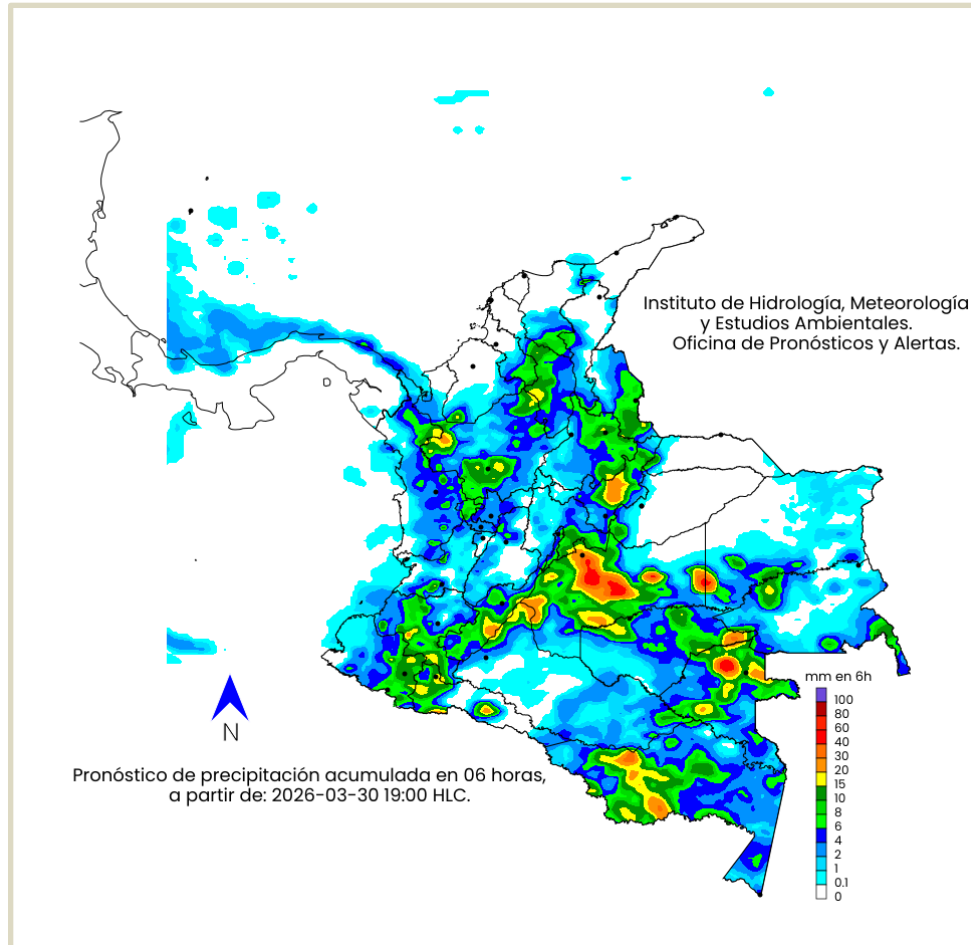 Instituto de Hidrología, Meteorología
y Estudios Ambientales.
Oficina de Pronósticos y Alertas.
mm en 6h
100
80
60
40
30
20
15
10
8
6
4
2
1
0.1
0
N
Pronóstico de precipitación acumulada en 06 horas,
a partir de: 2026-03-30 19:00 HLC.